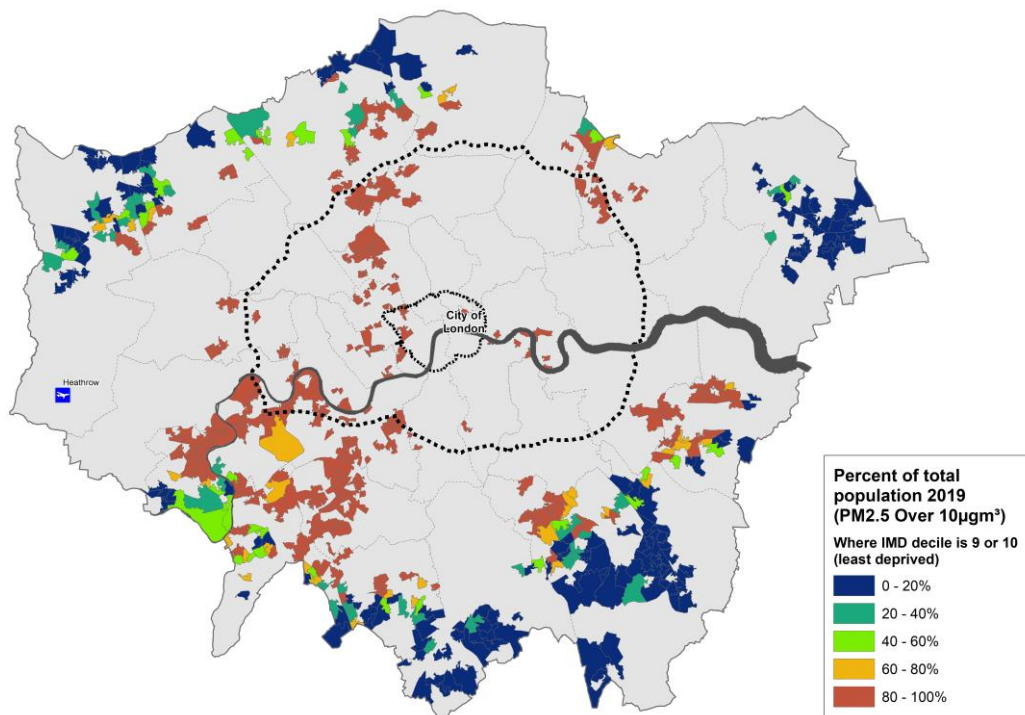 City of
London
Heathrow
Percent of total
population 2019
(PM2.5 Over 10µgm³)
Where IMD decile is 9 or 10
(least deprived)
0 - 20%
20 - 40%
40 - 60%
60 - 80%
80 - 100%